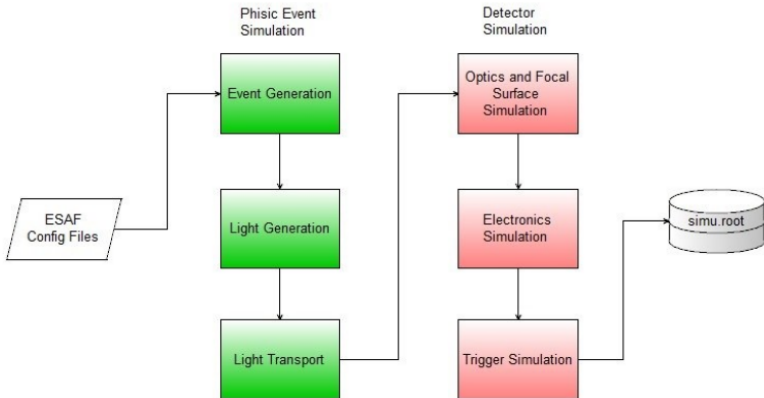 Phisic Event
Simulation
Detector
Simulation
Event Generation
Optics and Focal
Surface
Simulation
ESAF
Config Files
Light Generation
Electronics
Simulation
simu.root
Light Transport
Trigger Simulation